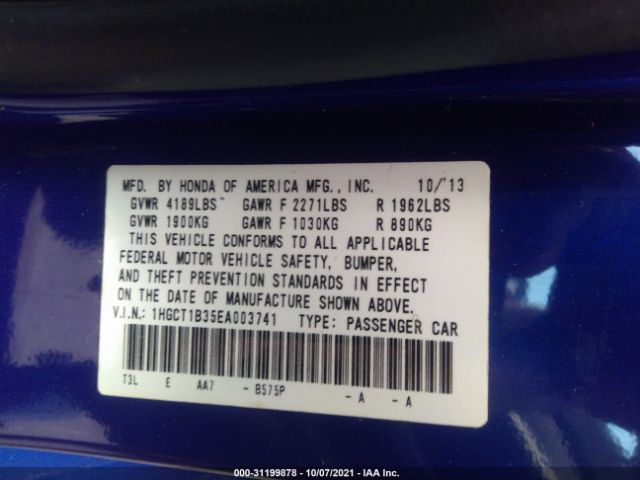 MFD. BY HONDA OF AMERICA MFG., INC. 10/'13
GVWR 4189LBS GAWR F 2271LBS R 1962LBS
GVWR 1900KG GAWR F 1030KG R 890KG
THIS VEHICLE CONFORMS TO ALL APPLICABLE
FEDERAL MOTOR VEHICLE SAFETY, BUMPER,
AND THEFT PREVENTION STANDARDS IN EFFECT
ON THE DATE OF MANUFACTURE SHOWN ABOVE.
V.I.N.: 1HGCT1B35EA003741 TYPE: PASSENGER CAR
T3L E AA7 - B575P - A - A
000-31199878 - 10/07/2021 - IAA Inc.